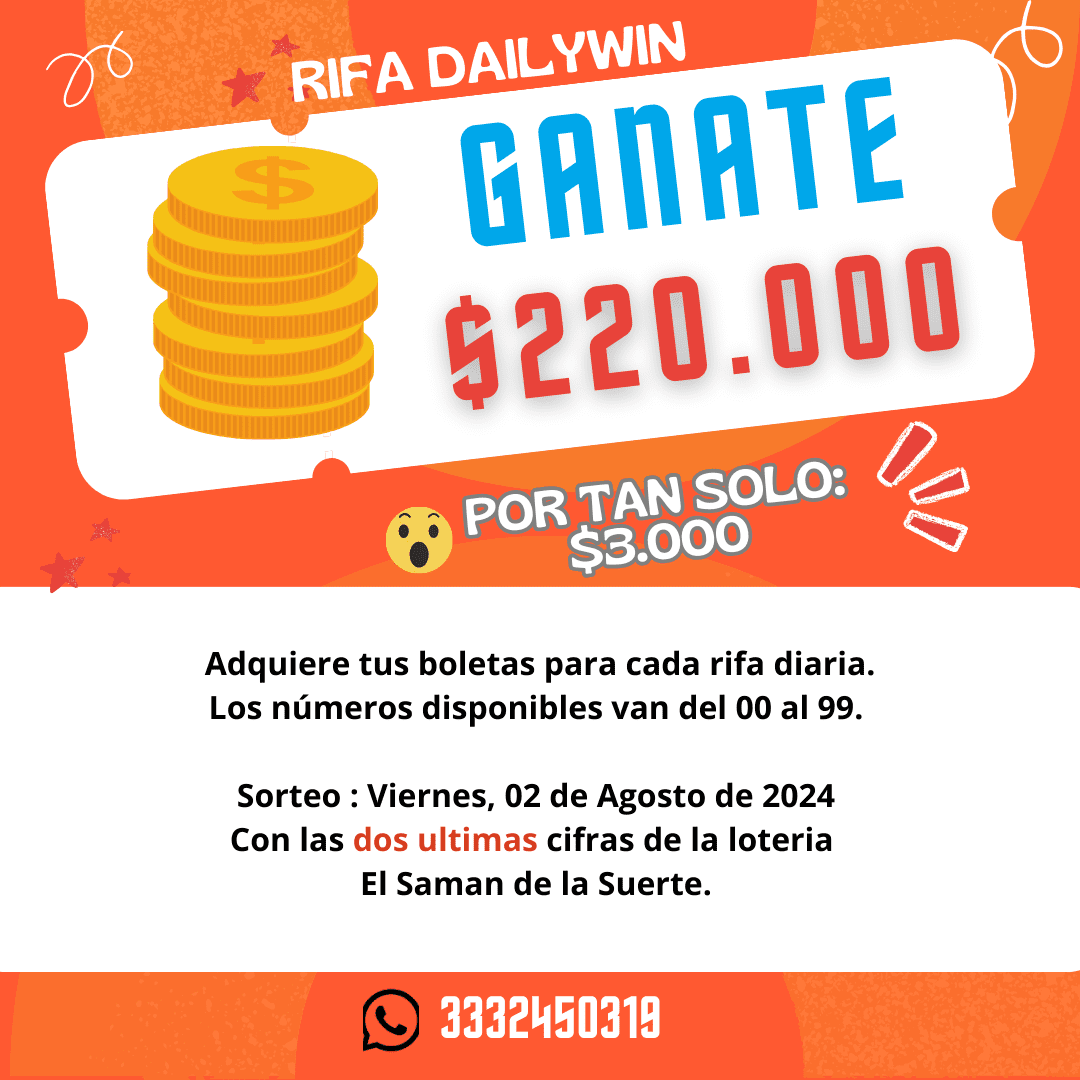 RIFA DAILYWIN
GANATE
$220.000
POR TAN SOLO:
$3.000
Adquiere tus boletas para cada rifa diaria.
Los números disponibles van del 00 al 99.
Sorteo : Viernes, 02 de Agosto de 2024
Con las dos ultimas cifras de la loteria
El Saman de la Suerte.
3332450319